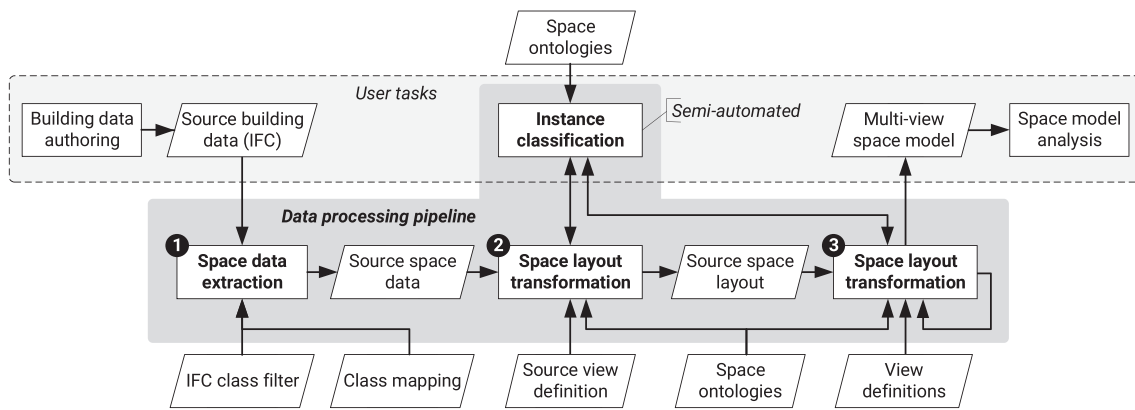 Space
ontologies
User tasks
Building data
authoring
Source building
data (IFC)
Instance
classification
Semi-automated
Multi-view
space model
Space model
analysis
Data processing pipeline
1
Space data
extraction
Source space
data
2
Space layout
transformation
Source space
layout
3
Space layout
transformation
IFC class filter
Class mapping
Source view
definition
Space
ontologies
View
definitions